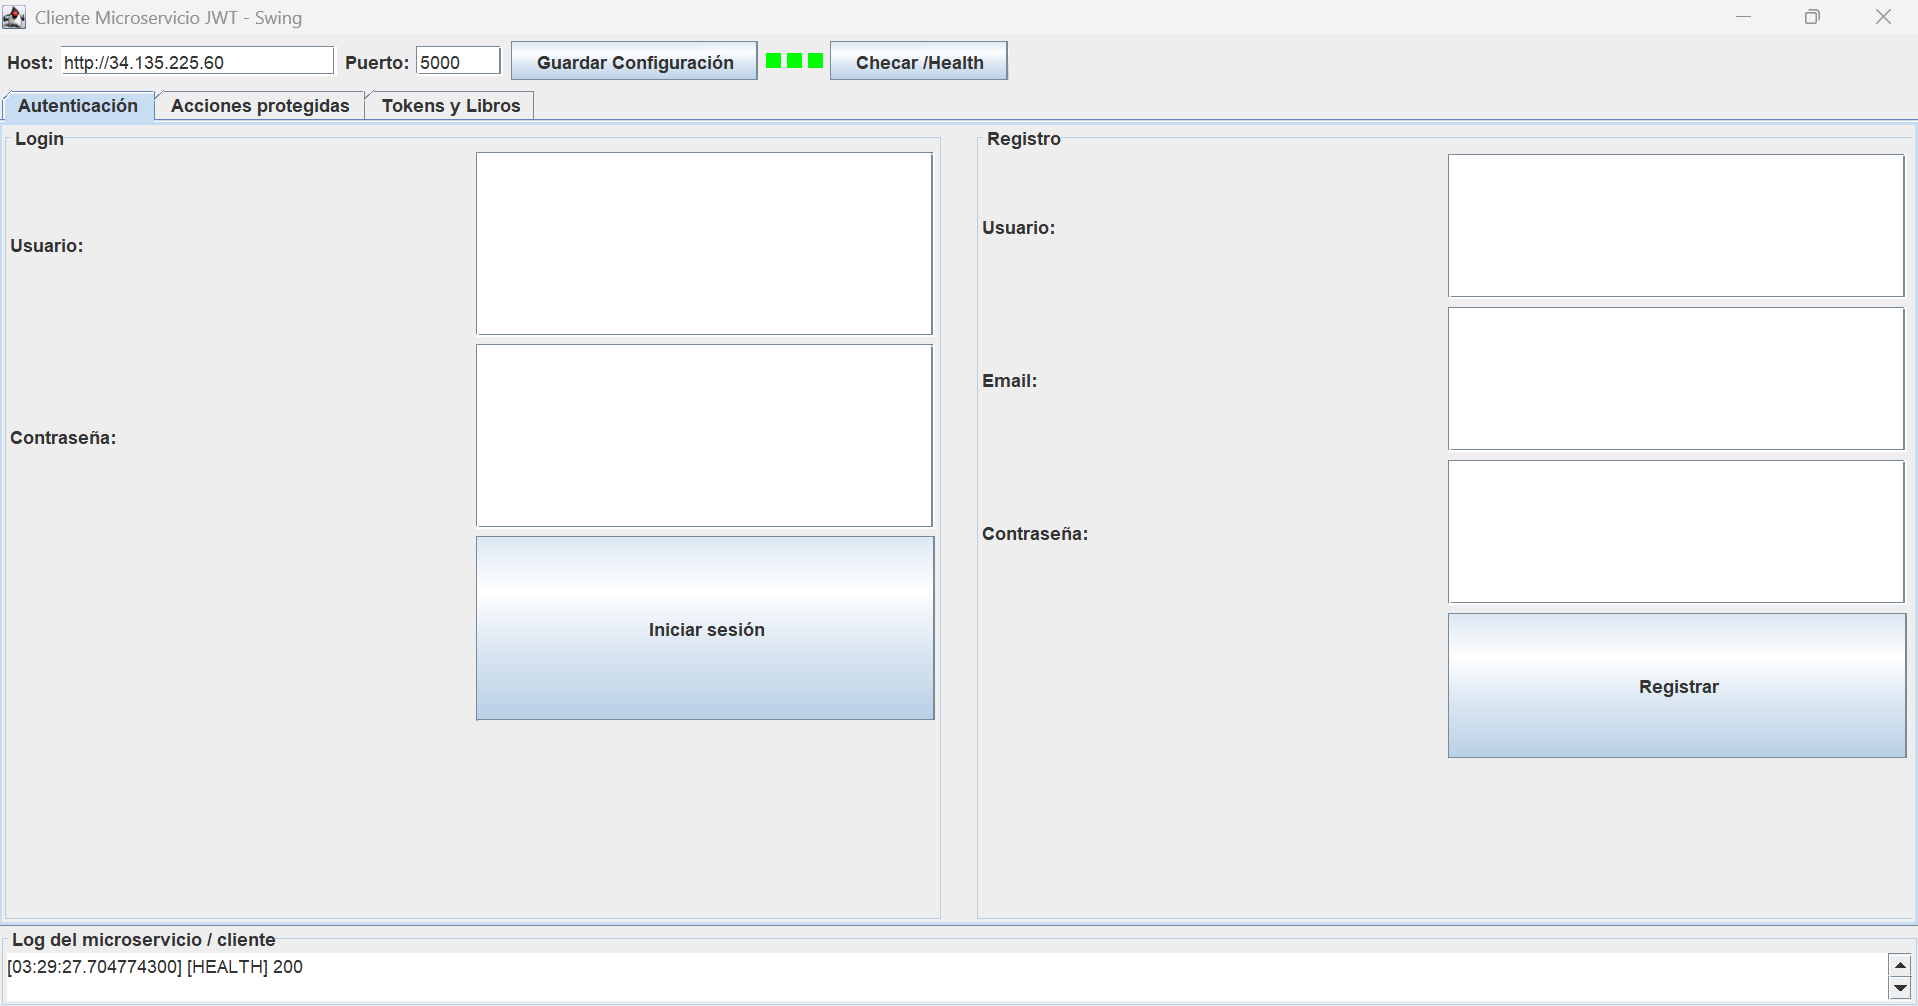 Cliente Microservicio JWT - Swing
Host: http://34.135.225.60 Puerto: 5000 Guardar Configuración Checar /Health
Autenticación Acciones protegidas Tokens y Libros
Login
Usuario:
Contraseña:
Iniciar sesión
Registro
Usuario:
Email:
Contraseña:
Registrar
Log del microservicio / cliente
[03:29:27.704774300] [HEALTH] 200